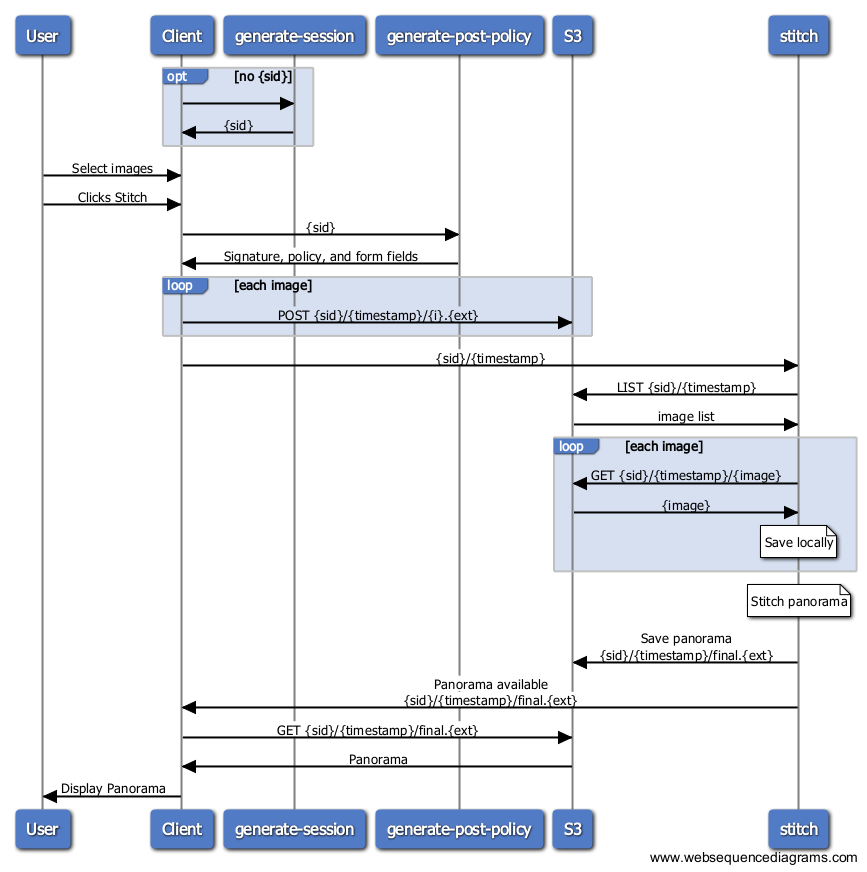 User
Client
generate-session
generate-post-policy
S3
stitch
opt
[no {sid}]
{sid}
Select images
Clicks Stitch
{sid}
Signature, policy, and form fields
loop
[each image]
POST {sid}/{timestamp}/{i}.{ext}
{sid}/{timestamp}
LIST {sid}/{timestamp}
image list
loop
[each image]
GET {sid}/{timestamp}/{image}
{image}
Save locally
Stitch panorama
Save panorama
{sid}/{timestamp}/final.{ext}
Panorama available
{sid}/{timestamp}/final.{ext}
GET {sid}/{timestamp}/final.{ext}
Panorama
Display Panorama
User
Client
generate-session
generate-post-policy
S3
stitch
www.websequencediagrams.com